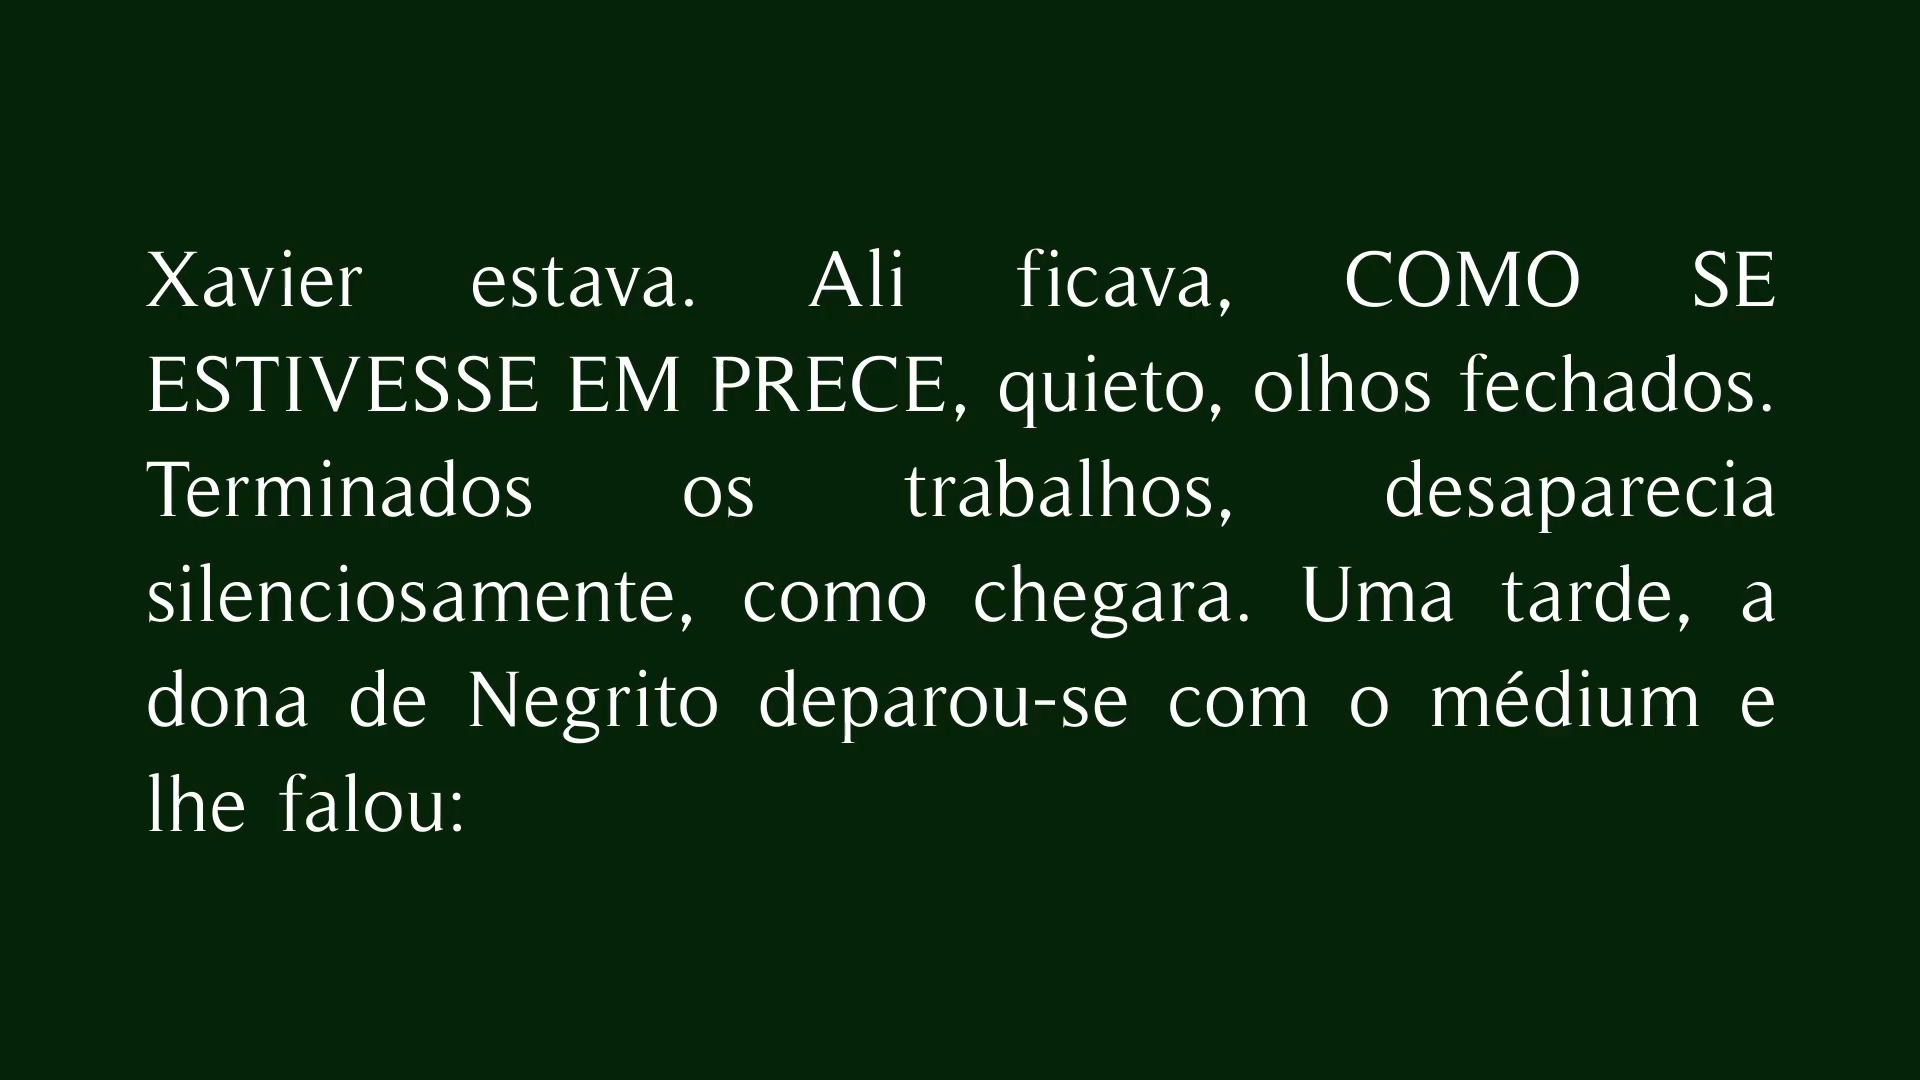 Xavier estava. Ali ficava, COMO SE
ESTIVESSE EM PRECE, quieto, olhos fechados.
Terminados os trabalhos, desaparecia
silenciosamente, como chegara. Uma tarde, a
dona de Negrito deparou-se com o médium e
lhe falou: